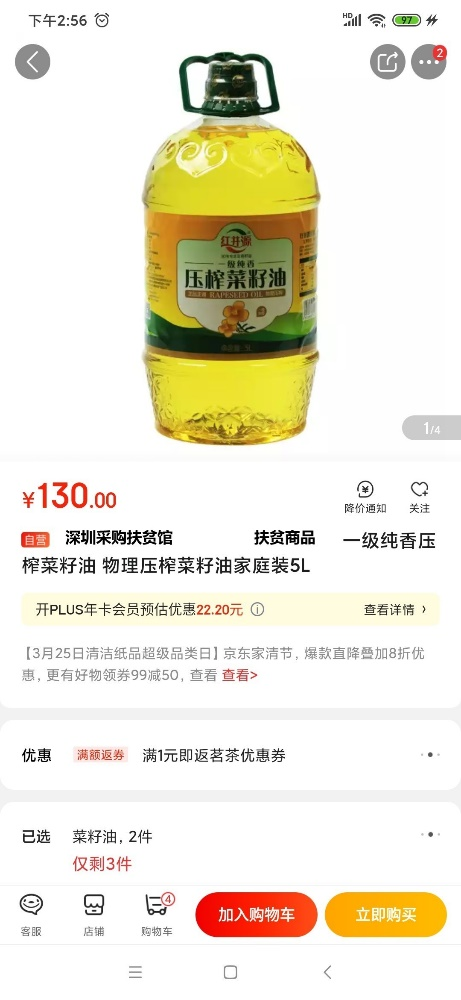 下午2:56
HD
97
2
红井源
一级纯香
压榨菜籽油
RAPESEED OIL
1/4
¥130.00
降价通知
关注
自营 深圳采购扶贫馆 扶贫商品 一级纯香压
榨菜籽油 物理压榨菜籽油家庭装5L
开PLUS年卡会员预估优惠22.20元
查看详情 ›
【3月25日清洁纸品超级品类日】京东家清节，爆款直降叠加8折优
惠，更有好物领券99减50，查看 查看>
优惠 满额返券 满1元即返茗茶优惠券
已选 菜籽油，2件
仅剩3件
客服
店铺
4
购物车
加入购物车
立即购买